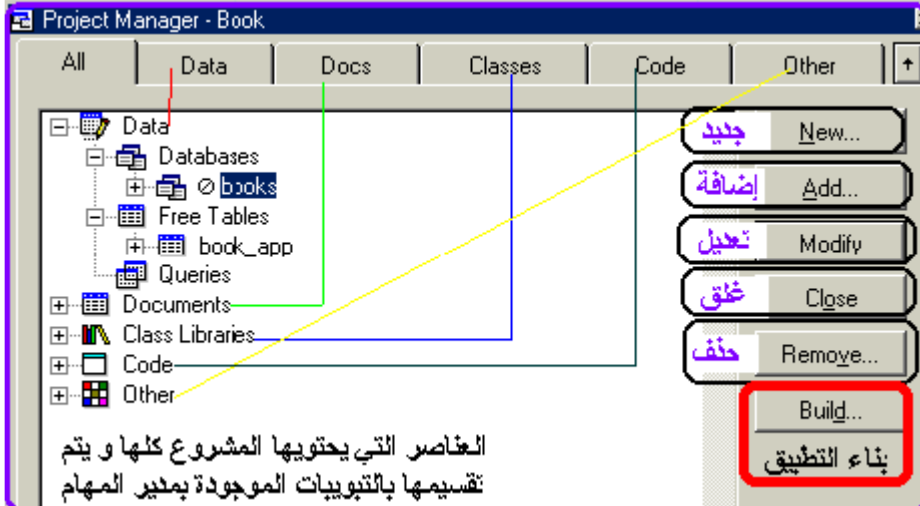 Project Manager - Book
All Data Docs Classes Code Other
Data
Databases
books
Free Tables
book_app
Queries
Documents
Class Libraries
Code
Other
جديد New...
إضافة Add...
تعديل Modify
غلق Close
حذف Remove...
Build...
بناء التطبيق
العناصر التي يحتويها المشروع كلها و يتم
تقسيمها بالتبويبات الموجودة بمدير المهام